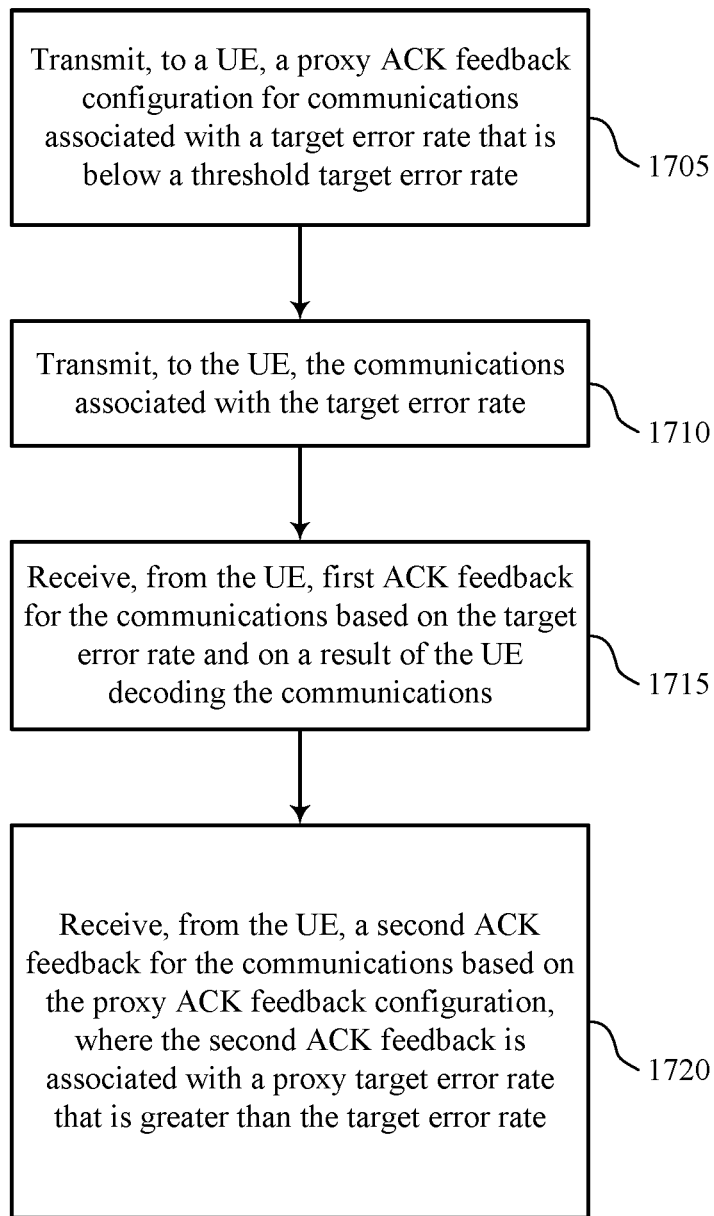 Transmit, to a UE, a proxy ACK feedback
configuration for communications
associated with a target error rate that is
below a threshold target error rate
1705
Transmit, to the UE, the communications
associated with the target error rate
1710
Receive, from the UE, first ACK feedback
for the communications based on the target
error rate and on a result of the UE
decoding the communications
1715
Receive, from the UE, a second ACK
feedback for the communications based on
the proxy ACK feedback configuration,
where the second ACK feedback is
associated with a proxy target error rate
that is greater than the target error rate
1720